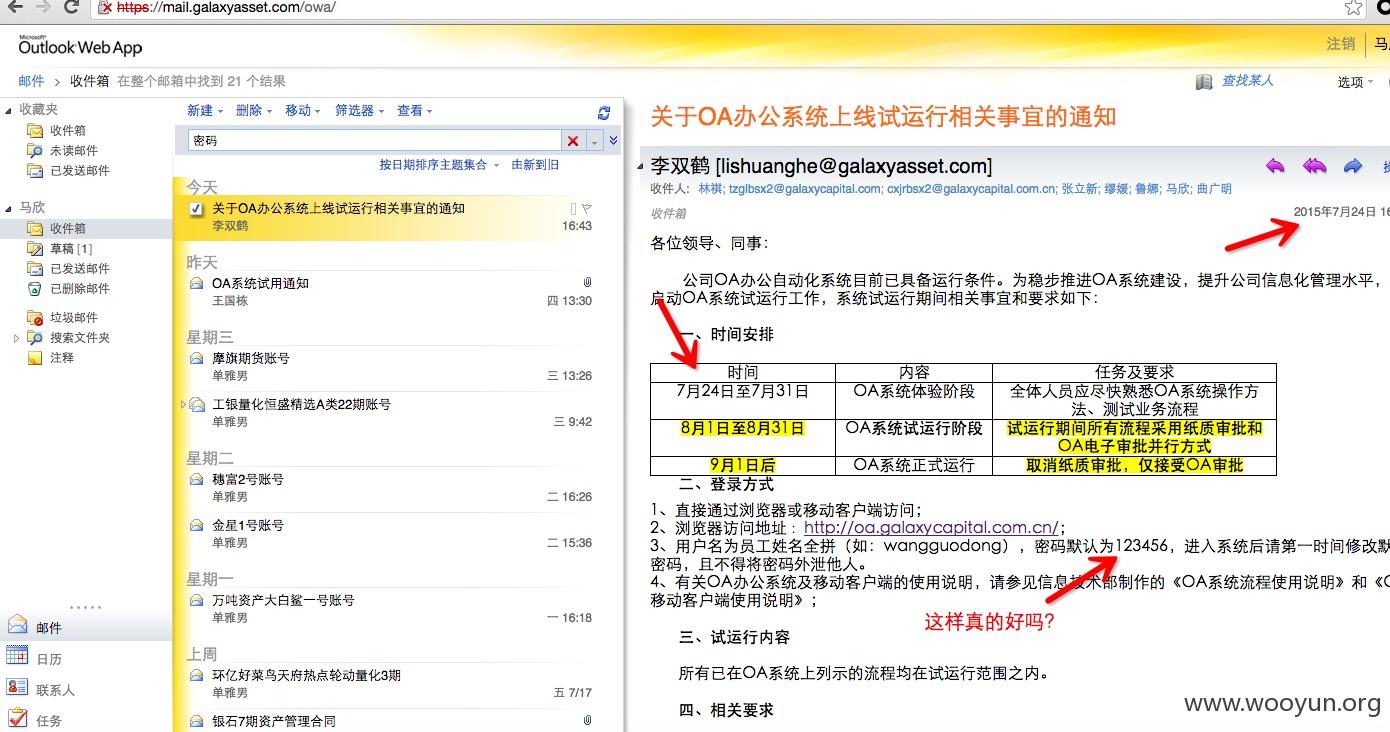 https://mail.galaxyasset.com/owa/
Microsoft®
Outlook Web App
注销
邮件 > 收件箱 在整个邮箱中找到 21 个结果
查找某人
选项
收藏夹
收件箱
未读邮件
已发送邮件
马欣
收件箱
草稿 [1]
已发送邮件
已删除邮件
垃圾邮件
搜索文件夹
注释
邮件
日历
联系人
任务
新建 删除 移动 筛选器 查看
密码
按日期排序主题集合 由新到旧
今天
关于OA办公系统上线试运行相关事宜的通知
李双鹤 16:43
昨天
OA系统试用通知
王国栋 四 13:30
星期三
摩旗期货账号
单雅男 三 13:26
工银量化恒盛精选A类22期账号
单雅男 三 9:42
星期二
穗富2号账号
单雅男 二 16:26
金星1号账号
单雅男 二 15:36
星期一
万吨资产大白鲨一号账号
单雅男 一 16:18
上周
环亿好菜鸟天府热点轮动量化3期
单雅男 五 7/17
银石7期资产管理合同
关于OA办公系统上线试运行相关事宜的通知
李双鹤 [lishuanghe@galaxyasset.com]
收件人: 林祺; tzglbsx2@galaxycapital.com; cxjrbsx2@galaxycapital.com.cn; 张立新; 缪媛; 鲁娜; 马欣; 曲广明
收件箱
2015年7月24日 16
各位领导、同事：
公司OA办公自动化系统目前已具备运行条件。为稳步推进OA系统建设，提升公司信息化管理水平，
启动OA系统试运行工作，系统试运行期间相关事宜和要求如下：
一、时间安排
时间 内容 任务及要求
7月24日至7月31日 OA系统体验阶段 全体人员应尽快熟悉OA系统操作方
法、测试业务流程
8月1日至8月31日 OA系统试运行阶段 试运行期间所有流程采用纸质审批和
OA电子审批并行方式
9月1日后 OA系统正式运行 取消纸质审批，仅接受OA审批
二、登录方式
1、直接通过浏览器或移动客户端访问；
2、浏览器访问地址：http://oa.galaxycapital.com.cn/；
3、用户名为员工姓名全拼（如：wangguodong），密码默认为123456，进入系统后请第一时间修改默
密码，且不得将密码外泄他人。
4、有关OA办公系统及移动客户端的使用说明，请参见信息技术部制作的《OA系统流程使用说明》和《
移动客户端使用说明》；
这样真的好吗?
三、试运行内容
所有已在OA系统上列示的流程均在试运行范围之内。
四、相关要求
www.wooyun.org